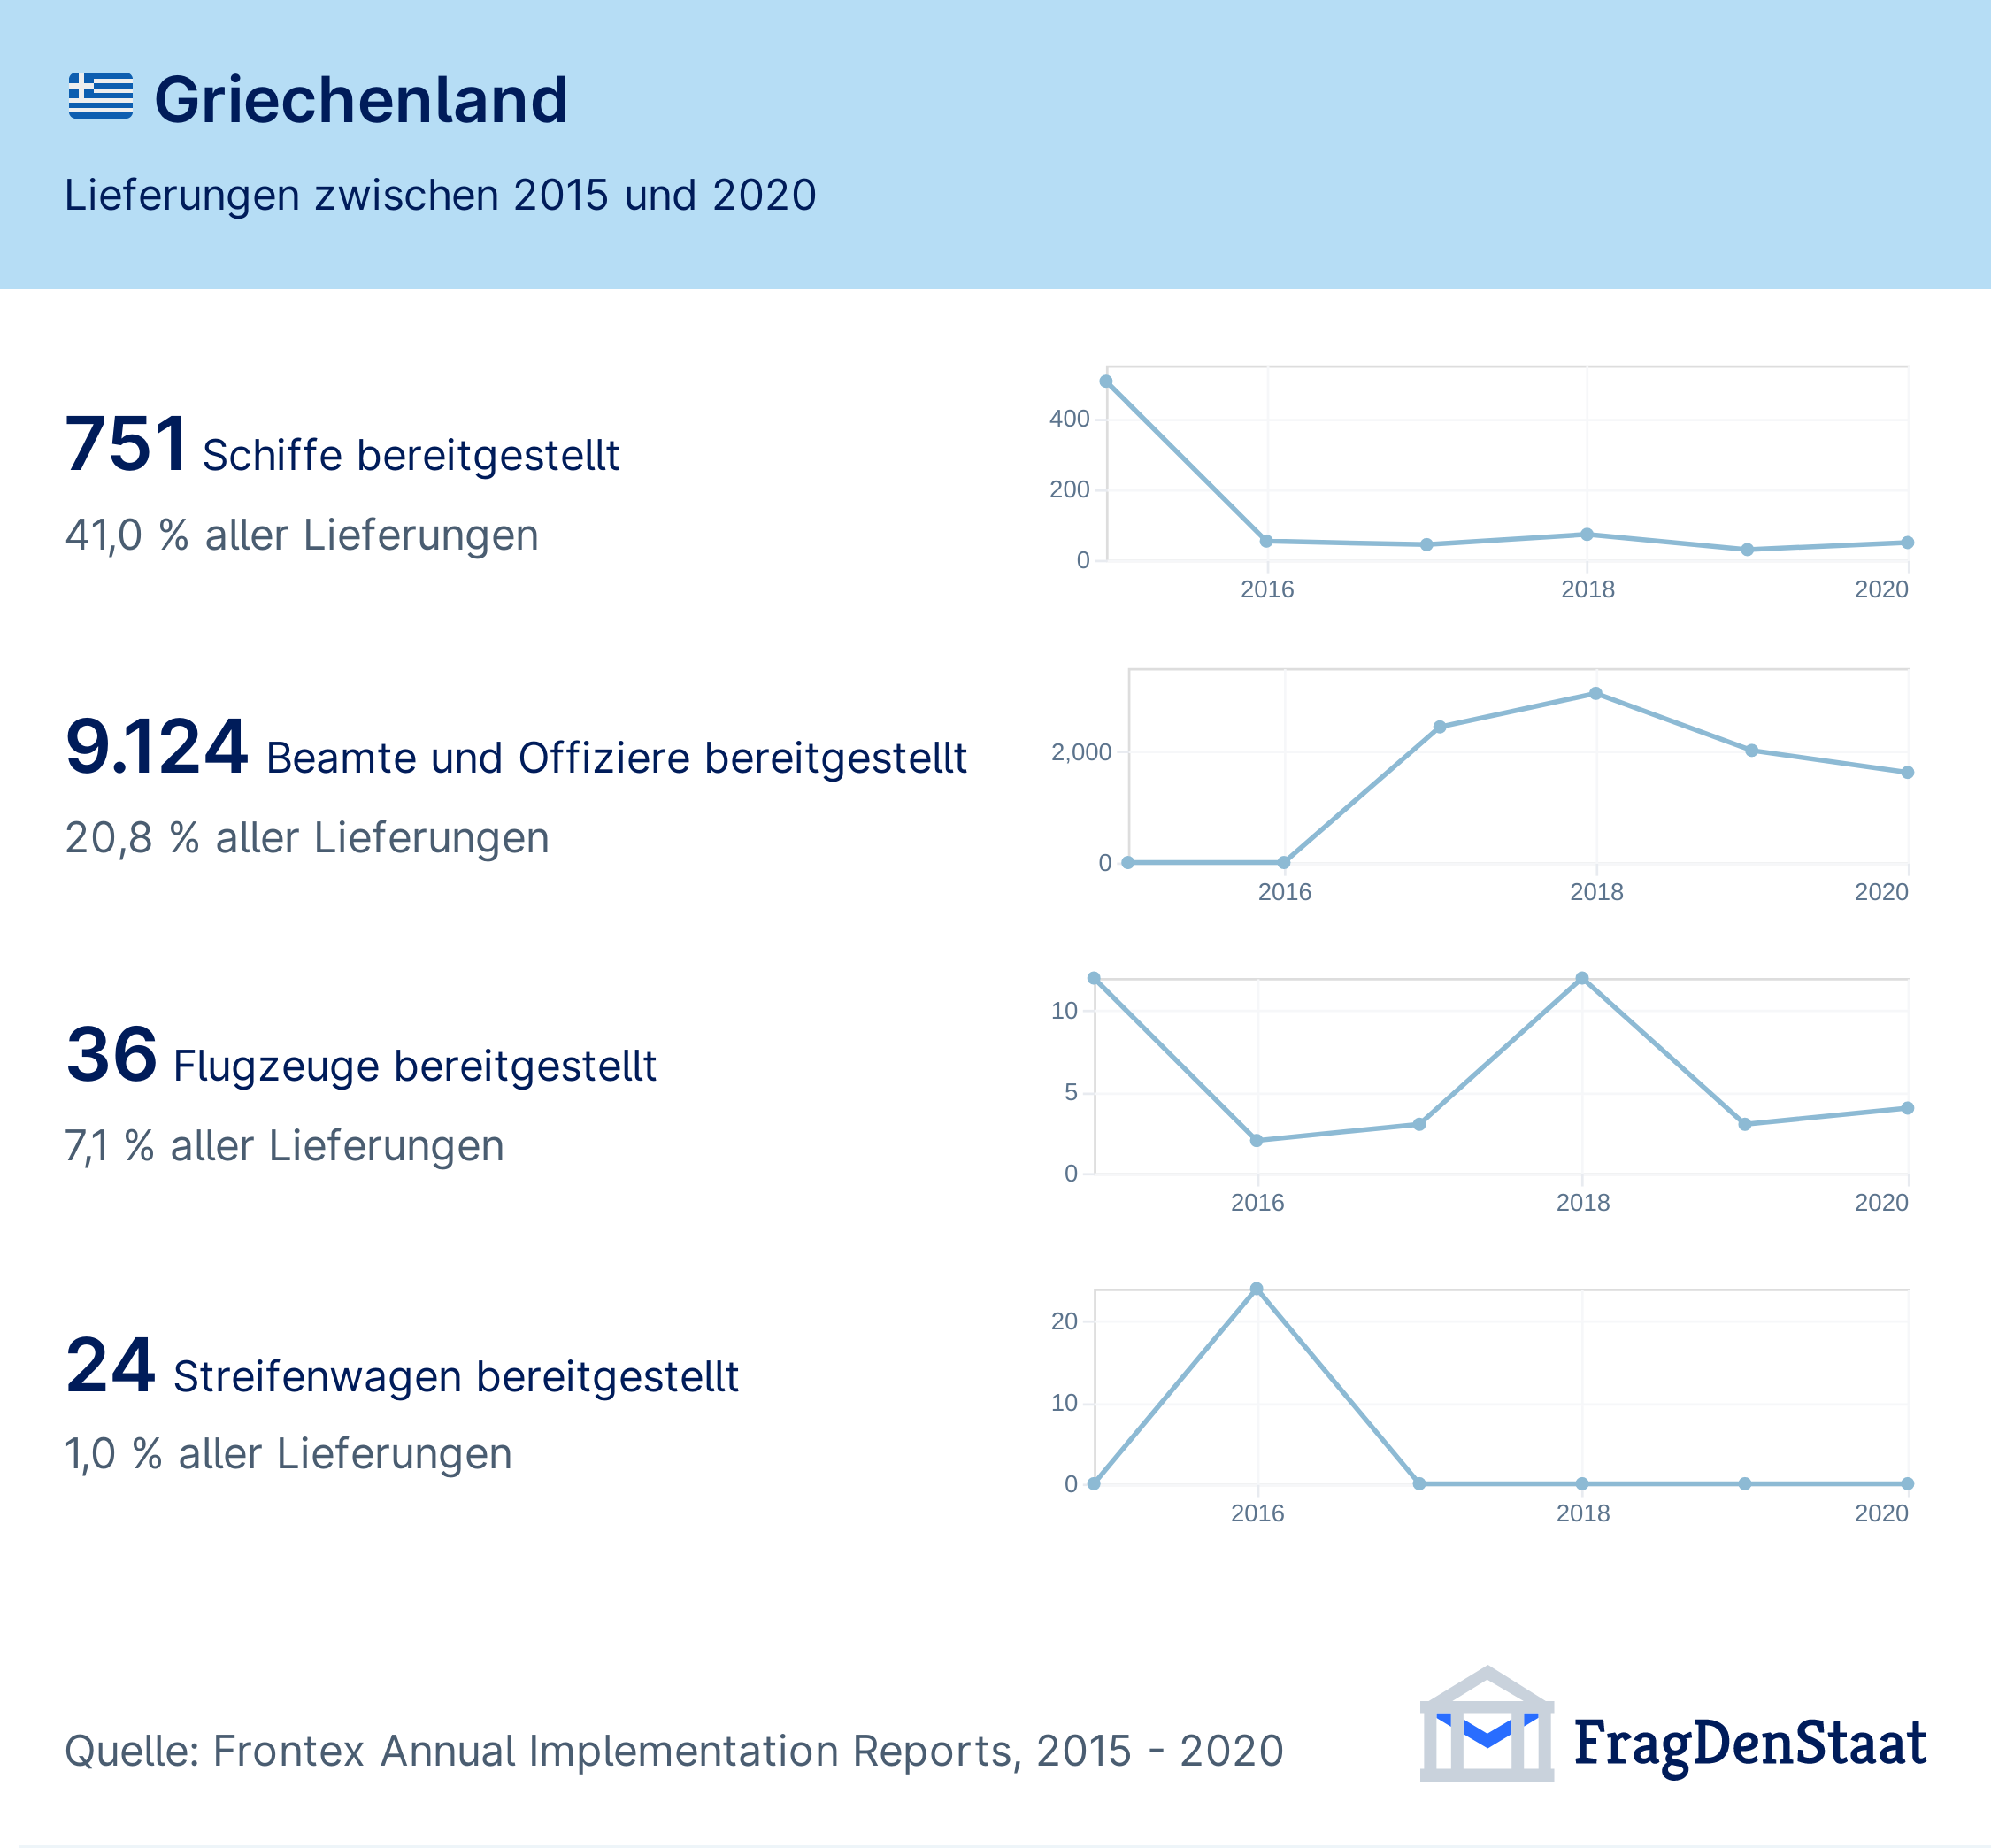 Griechenland
Lieferungen zwischen 2015 und 2020
751 Schiffe bereitgestellt
41,0 % aller Lieferungen
400
200
0
2016 2018 2020
9.124 Beamte und Offiziere bereitgestellt
20,8 % aller Lieferungen
2,000
0
2016 2018 2020
36 Flugzeuge bereitgestellt
7,1 % aller Lieferungen
10
5
0
2016 2018 2020
24 Streifenwagen bereitgestellt
1,0 % aller Lieferungen
20
10
0
2016 2018 2020
Quelle: Frontex Annual Implementation Reports, 2015 - 2020
FragDenStaat